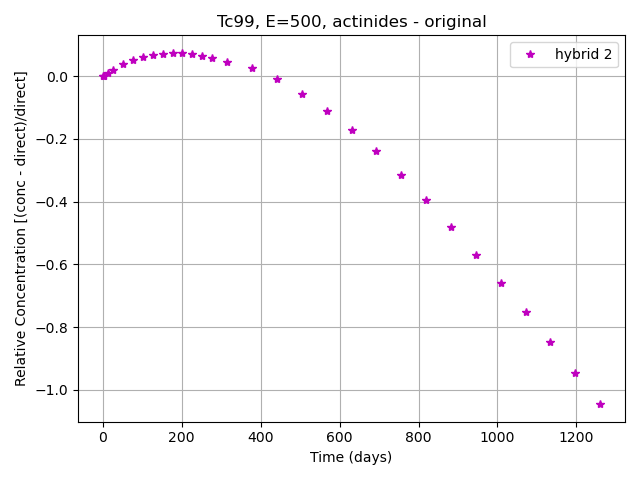 Tc99, E=500, actinides - original
hybrid 2
Relative Concentration [(conc - direct)/direct]
0.0
−0.2
−0.4
−0.6
−0.8
−1.0
0 200 400 600 800 1000 1200
Time (days)